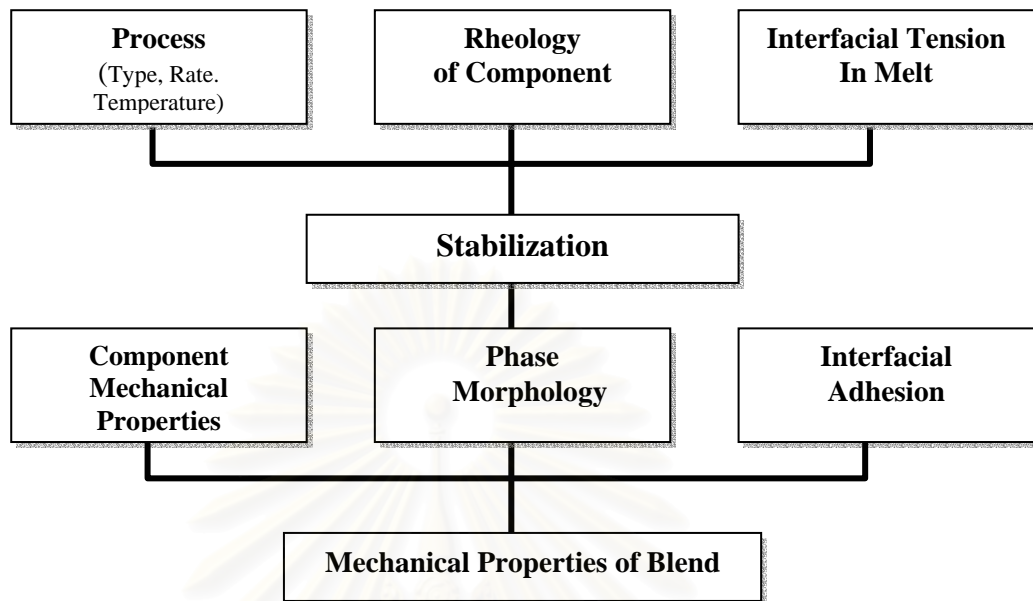 Process
(Type, Rate.
Temperature)
Rheology
of Component
Interfacial Tension
In Melt
Stabilization
Component
Mechanical
Properties
Phase
Morphology
Interfacial
Adhesion
Mechanical Properties of Blend